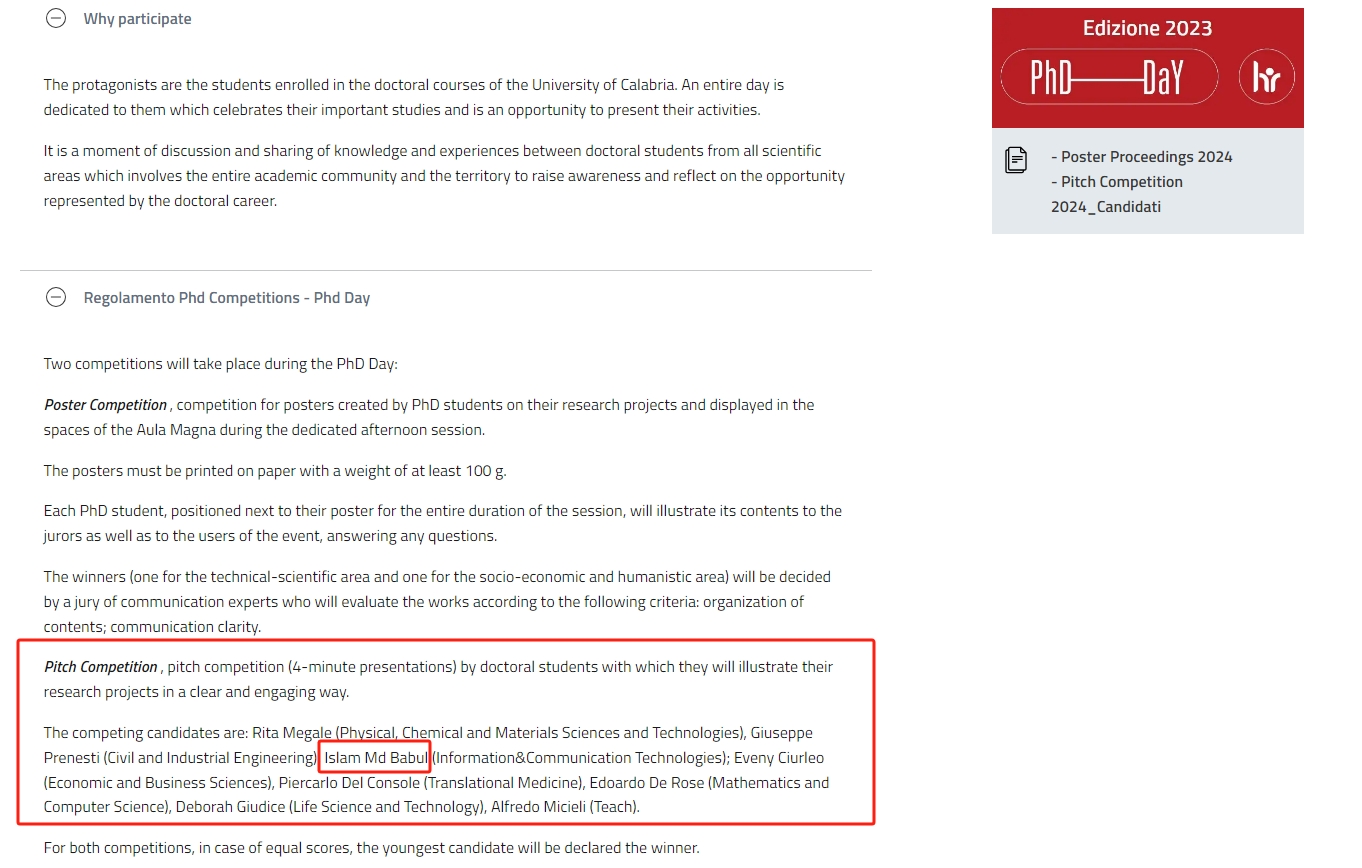 Why participate
The protagonists are the students enrolled in the doctoral courses of the University of Calabria. An entire day is
dedicated to them which celebrates their important studies and is an opportunity to present their activities.
It is a moment of discussion and sharing of knowledge and experiences between doctoral students from all scientific
areas which involves the entire academic community and the territory to raise awareness and reflect on the opportunity
represented by the doctoral career.
Regolamento Phd Competitions - Phd Day
Two competitions will take place during the PhD Day:
Poster Competition , competition for posters created by PhD students on their research projects and displayed in the
spaces of the Aula Magna during the dedicated afternoon session.
The posters must be printed on paper with a weight of at least 100 g.
Each PhD student, positioned next to their poster for the entire duration of the session, will illustrate its contents to the
jurors as well as to the users of the event, answering any questions.
The winners (one for the technical-scientific area and one for the socio-economic and humanistic area) will be decided
by a jury of communication experts who will evaluate the works according to the following criteria: organization of
contents; communication clarity.
Pitch Competition , pitch competition (4-minute presentations) by doctoral students with which they will illustrate their
research projects in a clear and engaging way.
The competing candidates are: Rita Megale (Physical, Chemical and Materials Sciences and Technologies), Giuseppe
Prenesti (Civil and Industrial Engineering) Islam Md Babul (Information&Communication Technologies); Eveny Ciurleo
(Economic and Business Sciences), Piercarlo Del Console (Translational Medicine), Edoardo De Rose (Mathematics and
Computer Science), Deborah Giudice (Life Science and Technology), Alfredo Micieli (Teach).
For both competitions, in case of equal scores, the youngest candidate will be declared the winner.
Edizione 2023
PhD DaY
hr
- Poster Proceedings 2024
- Pitch Competition
2024_Candidati